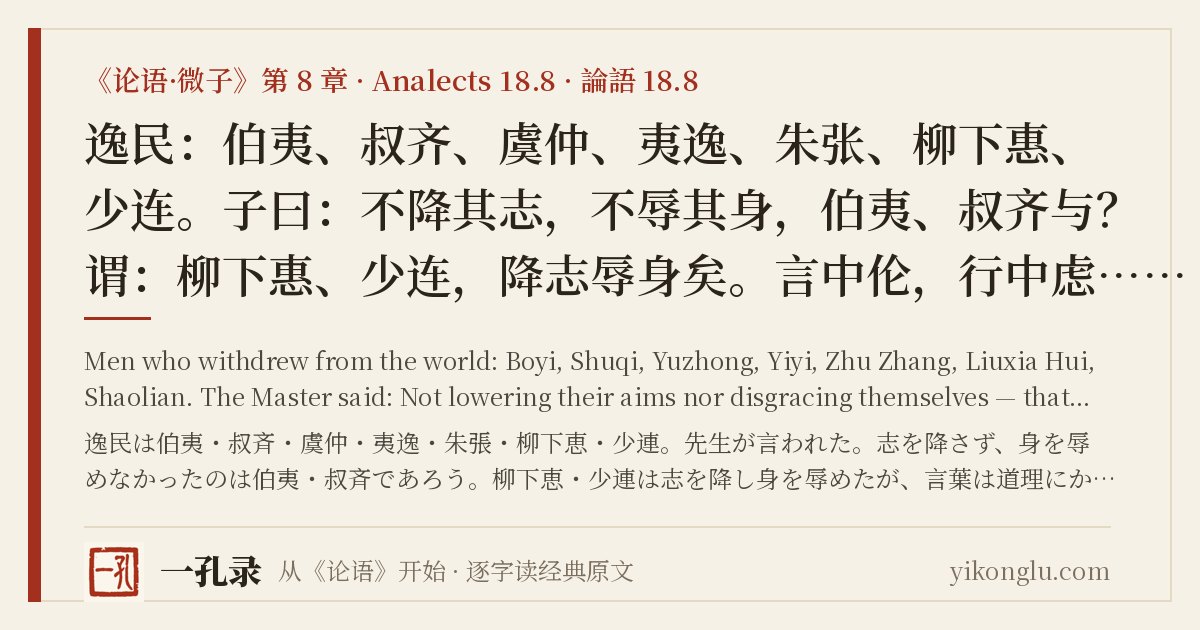 《论语·微子》第 8 章 · Analects 18.8 · 論語 18.8
逸民：伯夷、叔齐、虞仲、夷逸、朱张、柳下惠、
少连。子曰：不降其志，不辱其身，伯夷、叔齐与？
谓：柳下惠、少连，降志辱身矣。言中伦，行中虑……
Men who withdrew from the world: Boyi, Shuqi, Yuzhong, Yiyi, Zhu Zhang, Liuxia Hui,
Shaolian. The Master said: Not lowering their aims nor disgracing themselves — that...
逸民は伯夷・叔斉・虞仲・夷逸・朱張・柳下恵・少連。先生が言われた。志を降さず、身を辱
めなかったのは伯夷・叔斉であろう。柳下恵・少連は志を降し身を辱めたが、言葉は道理にか…
一孔
一孔录 从《论语》开始 · 逐字读经典原文 yikonglu.com